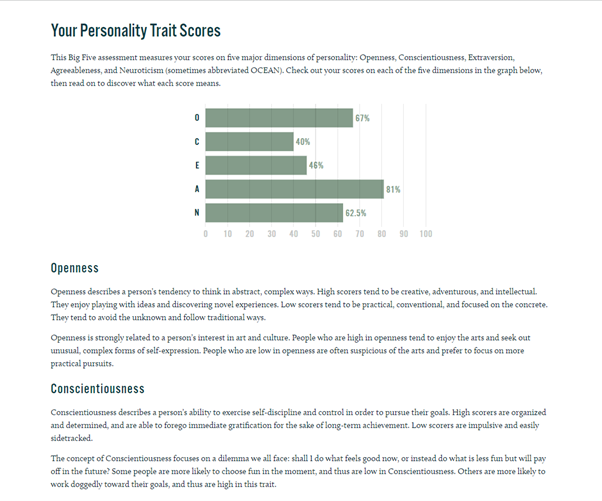 Your Personality Trait Scores
This Big Five assessment measures your scores on five major dimensions of personality: Openness, Conscientiousness, Extraversion,
Agreeableness, and Neuroticism (sometimes abbreviated OCEAN). Check out your scores on each of the five dimensions in the graph below,
then read on to discover what each score means.
O 67%
C 40%
E 46%
A 81%
N 62.5%
0 10 20 30 40 50 60 70 80 90 100
Openness
Openness describes a person's tendency to think in abstract, complex ways. High scorers tend to be creative, adventurous, and intellectual.
They enjoy playing with ideas and discovering novel experiences. Low scorers tend to be practical, conventional, and focused on the concrete.
They tend to avoid the unknown and follow traditional ways.
Openness is strongly related to a person's interest in art and culture. People who are high in openness tend to enjoy the arts and seek out
unusual, complex forms of self-expression. People who are low in openness are often suspicious of the arts and prefer to focus on more
practical pursuits.
Conscientiousness
Conscientiousness describes a person's ability to exercise self-discipline and control in order to pursue their goals. High scorers are organized
and determined, and are able to forego immediate gratification for the sake of long-term achievement. Low scorers are impulsive and easily
sidetracked.
The concept of Conscientiousness focuses on a dilemma we all face: shall I do what feels good now, or instead do what is less fun but will pay
off in the future? Some people are more likely to choose fun in the moment, and thus are low in Conscientiousness. Others are more likely to
work doggedly toward their goals, and thus are high in this trait.